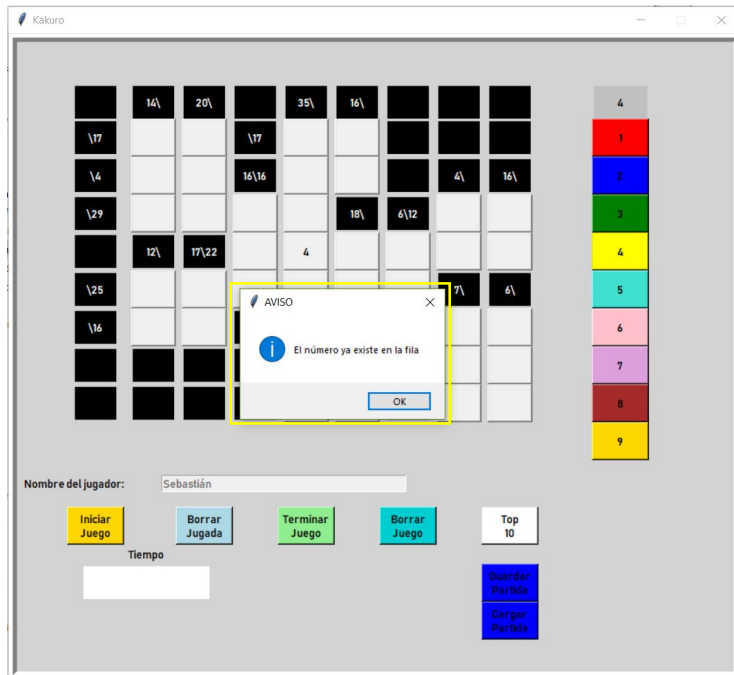 Kakuro
14\ 20\ 35\ 16\ 4
\17 \17 1
\4 16\16 4\ 16\ 2
\29 18\ 6\12 3
12\ 17\22 4 4
\25 7\ 6\ 5
AVISO
\16 6
El número ya existe en la fila
7
OK
8
9
Nombre del jugador: Sebastián
Iniciar Juego
Borrar Jugada
Terminar Juego
Borrar Juego
Top 10
Tiempo
Guardar Partida
Cargar Partida